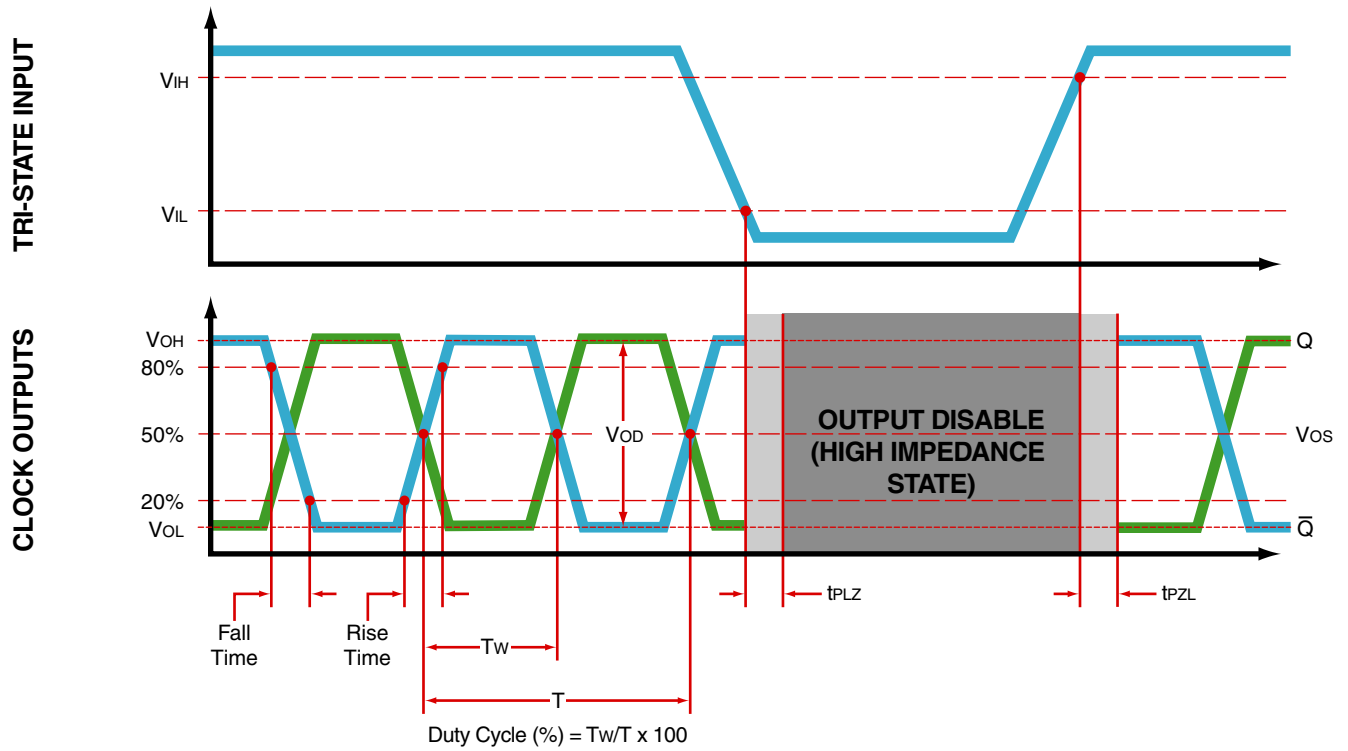 TRI-STATE INPUT
VIH
VIL
CLOCK OUTPUTS
VOH
80%
50%
20%
VOL
VOD
OUTPUT DISABLE
(HIGH IMPEDANCE
STATE)
Q
VOS
Q̅
Fall
Time
Rise
Time
TW
T
tPLZ
tPZL
Duty Cycle (%) = TW/T x 100